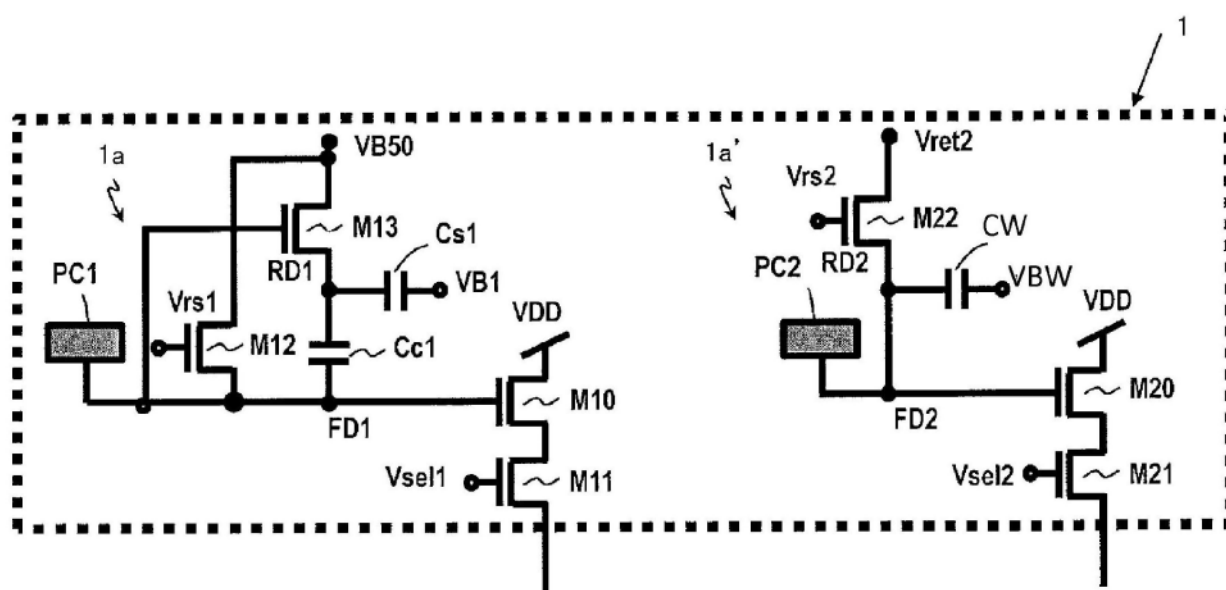 1
1a
VB50
M13
Cs1
RD1
VB1
PC1
Vrs1
M12
Cc1
VDD
M10
FD1
Vsel1
M11
1a'
Vret2
Vrs2
M22
CW
RD2
VBW
PC2
VDD
M20
FD2
Vsel2
M21